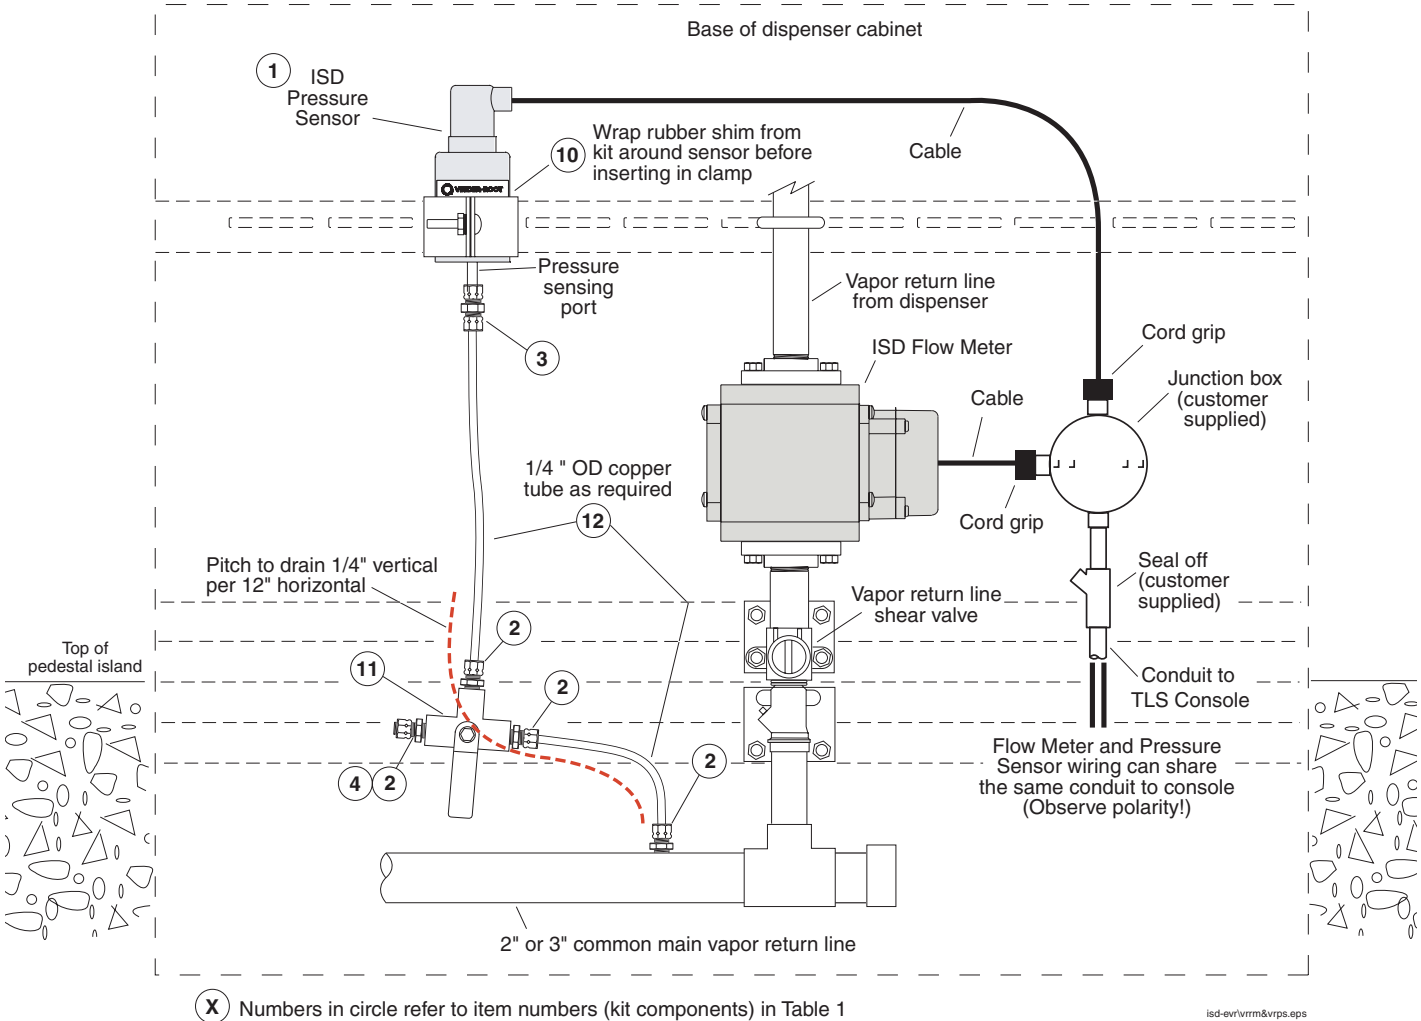 Base of dispenser cabinet
1
ISD
Pressure
Sensor
10
Wrap rubber shim from
kit around sensor before
inserting in clamp
Cable
VEEDER-ROOT
Pressure
sensing
port
Vapor return line
from dispenser
3
ISD Flow Meter
Cord grip
Junction box
(customer
supplied)
Cable
1/4 " OD copper
tube as required
12
Cord grip
Pitch to drain 1/4" vertical
per 12" horizontal
Seal off
(customer
supplied)
Vapor return line
shear valve
2
Top of
pedestal island
11
2
Conduit to
TLS Console
4
2
2
Flow Meter and Pressure
Sensor wiring can share
the same conduit to console
(Observe polarity!)
2" or 3" common main vapor return line
X Numbers in circle refer to item numbers (kit components) in Table 1
isd-evr\vrrm&vrps.eps